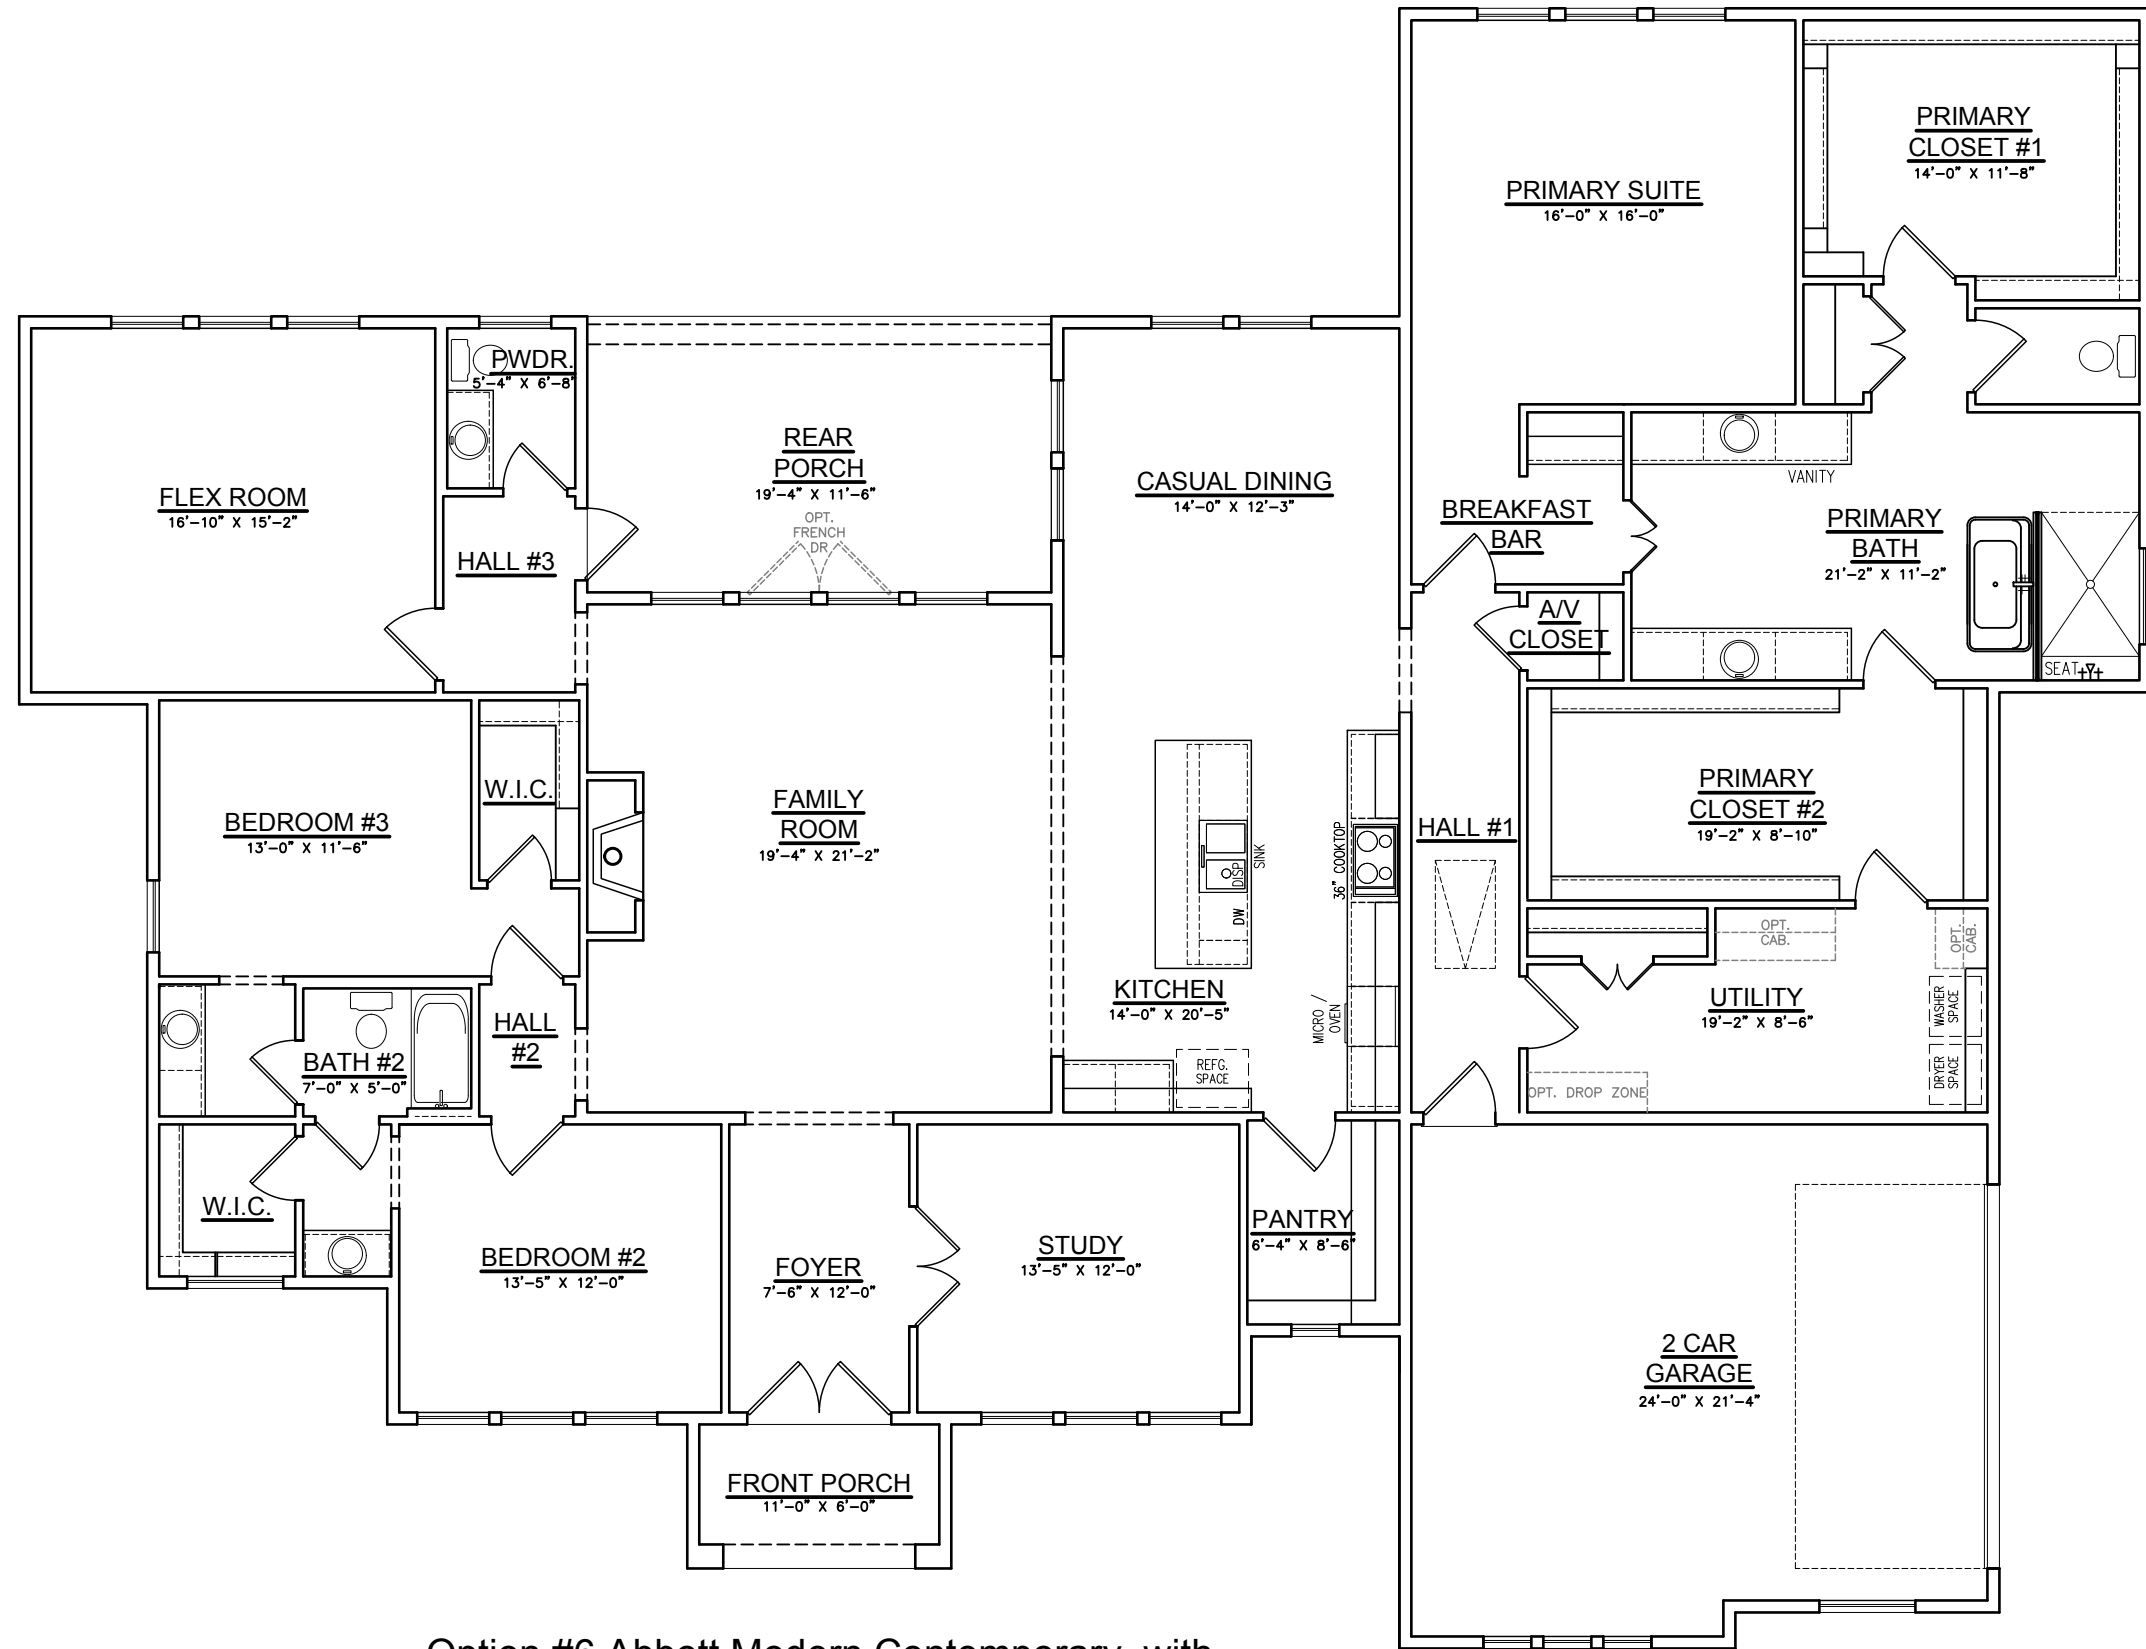 PRIMARY
CLOSET #1
14'-0" X 11'-8"
PRIMARY SUITE
16'-0" X 16'-0"
PWDR.
5'-4" X 6'-8"
REAR
PORCH
19'-4" X 11'-6"
OPT.
FRENCH
DR
FLEX ROOM
16'-10" X 15'-2"
HALL #3
CASUAL DINING
14'-0" X 12'-3"
BREAKFAST
BAR
VANITY
PRIMARY
BATH
21'-2" X 11'-2"
A/V
CLOSET
SEAT
W.I.C.
BEDROOM #3
13'-0" X 11'-6"
FAMILY
ROOM
19'-4" X 21'-2"
SINK
DISP
DW
36" COOKTOP
HALL #1
PRIMARY
CLOSET #2
19'-2" X 8'-10"
OPT.
CAB.
OPT.
CAB.
KITCHEN
14'-0" X 20'-5"
MICRO /
OVEN
REFG.
SPACE
UTILITY
19'-2" X 8'-6"
WASHER
SPACE
DRYER
SPACE
OPT. DROP ZONE
HALL
#2
BATH #2
7'-0" X 5'-0"
W.I.C.
BEDROOM #2
13'-5" X 12'-0"
FOYER
7'-6" X 12'-0"
STUDY
13'-5" X 12'-0"
PANTRY
6'-4" X 8'-6"
2 CAR
GARAGE
24'-0" X 21'-4"
FRONT PORCH
11'-0" X 6'-0"
Option #6 Abbott Modern Contemporary with